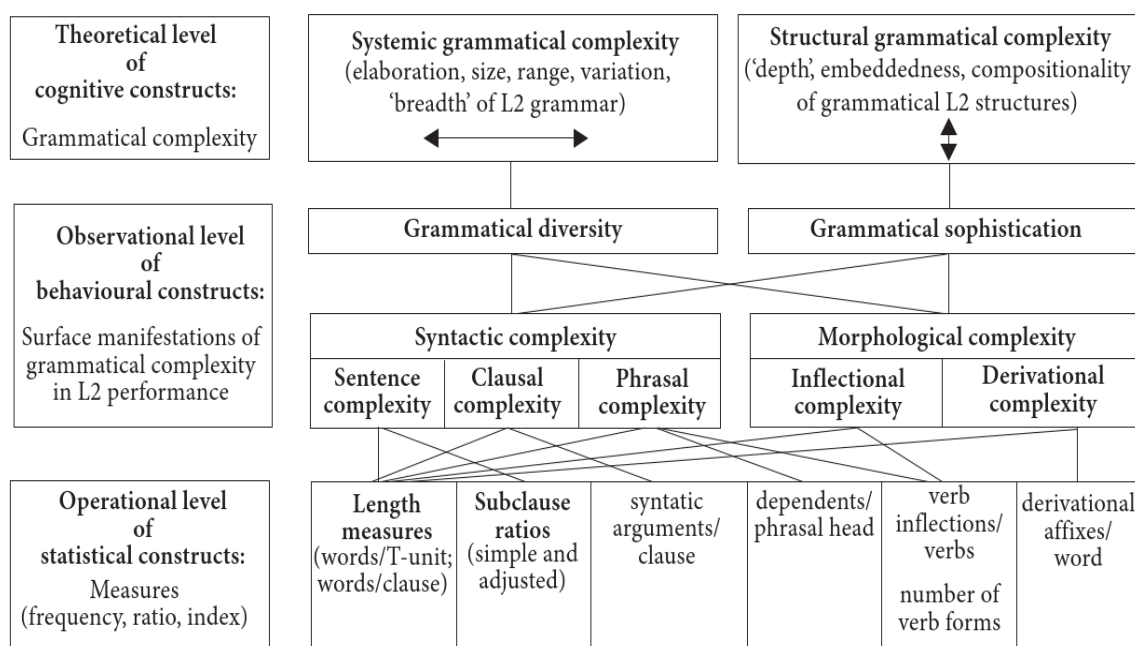 Theoretical level
of
cognitive constructs:
Grammatical complexity
Systemic grammatical complexity
(elaboration, size, range, variation,
‘breadth’ of L2 grammar)
Structural grammatical complexity
(‘depth’, embeddedness, compositionality
of grammatical L2 structures)
Observational level
of
behavioural constructs:
Surface manifestations of
grammatical complexity
in L2 performance
Grammatical diversity
Grammatical sophistication
Syntactic complexity
Morphological complexity
Sentence
complexity
Clausal
complexity
Phrasal
complexity
Inflectional
complexity
Derivational
complexity
Operational level
of
statistical constructs:
Measures
(frequency, ratio, index)
Length
measures
(words/T-unit;
words/clause)
Subclause
ratios
(simple and
adjusted)
syntatic
arguments/
clause
dependents/
phrasal head
verb
inflections/
verbs
number of
verb forms
derivational
affixes/
word